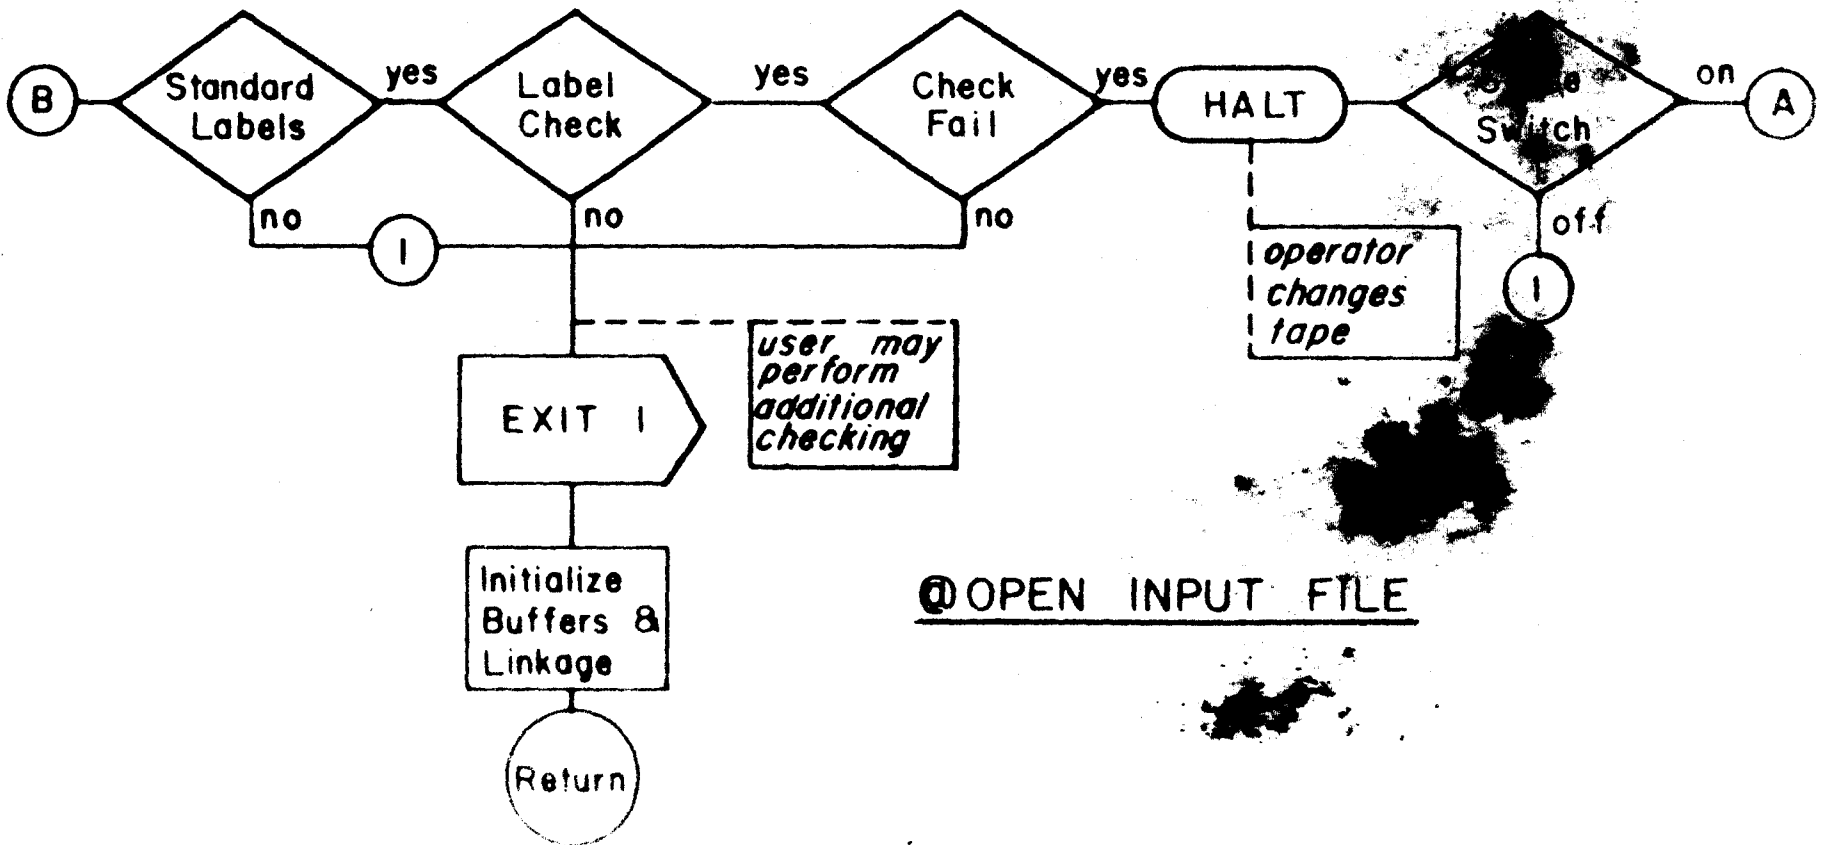 B
Standard
Labels
yes
Label
Check
yes
Check
Fail
yes
HALT
Switch
on
A
no
1
no
no
off
1
operator
changes
tape
user may
perform
additional
checking
EXIT 1
Initialize
Buffers &
Linkage
Return
@OPEN INPUT FILE